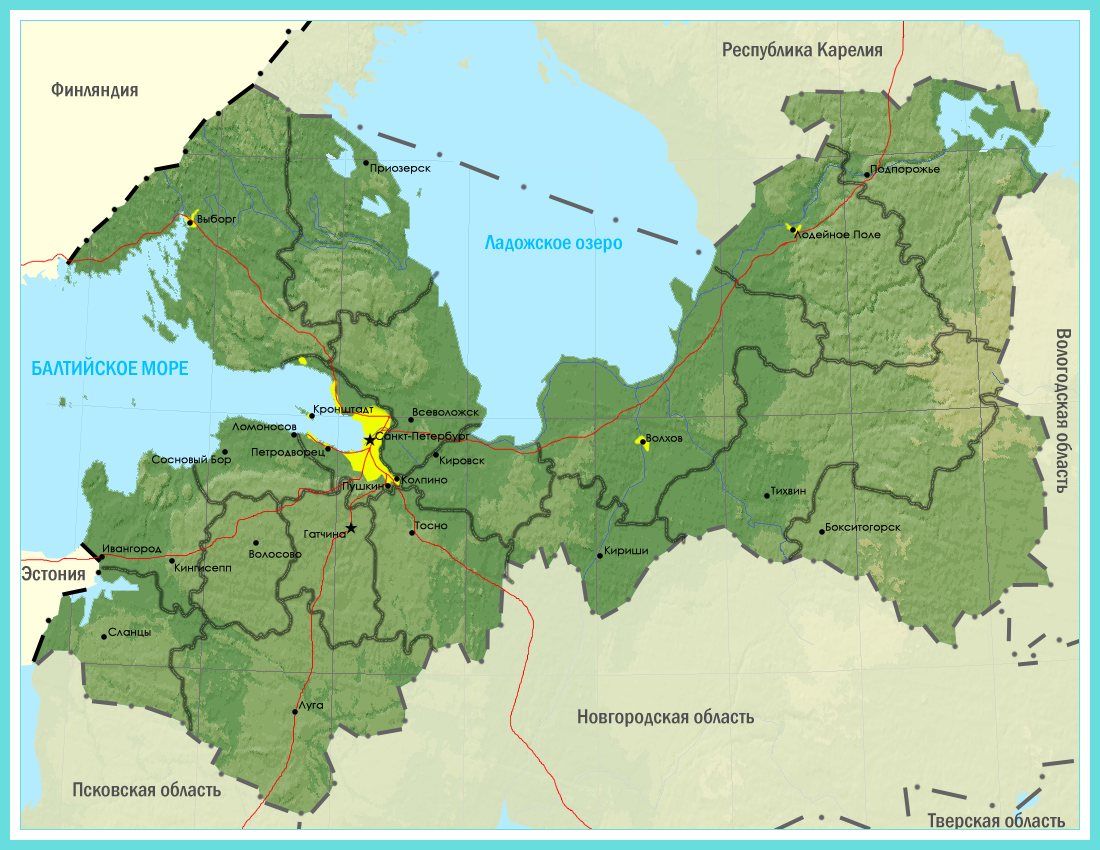 Республика Карелия
Финляндия
Приозерск
Подпорожье
Выборг
Лодейное Поле
Ладожское озеро
БАЛТИЙСКОЕ МОРЕ
Вологодская область
Кронштадт
Всеволожск
Ломоносов
Санкт-Петербург
Волхов
Петродворец
Сосновый Бор
Кировск
Колпино
Пушкин
Тихвин
Тосно
Бокситогорск
Гатчина
Ивангород
Волосово
Кириши
Кингисепп
Эстония
Сланцы
Луга
Новгородская область
Псковская область
Тверская область